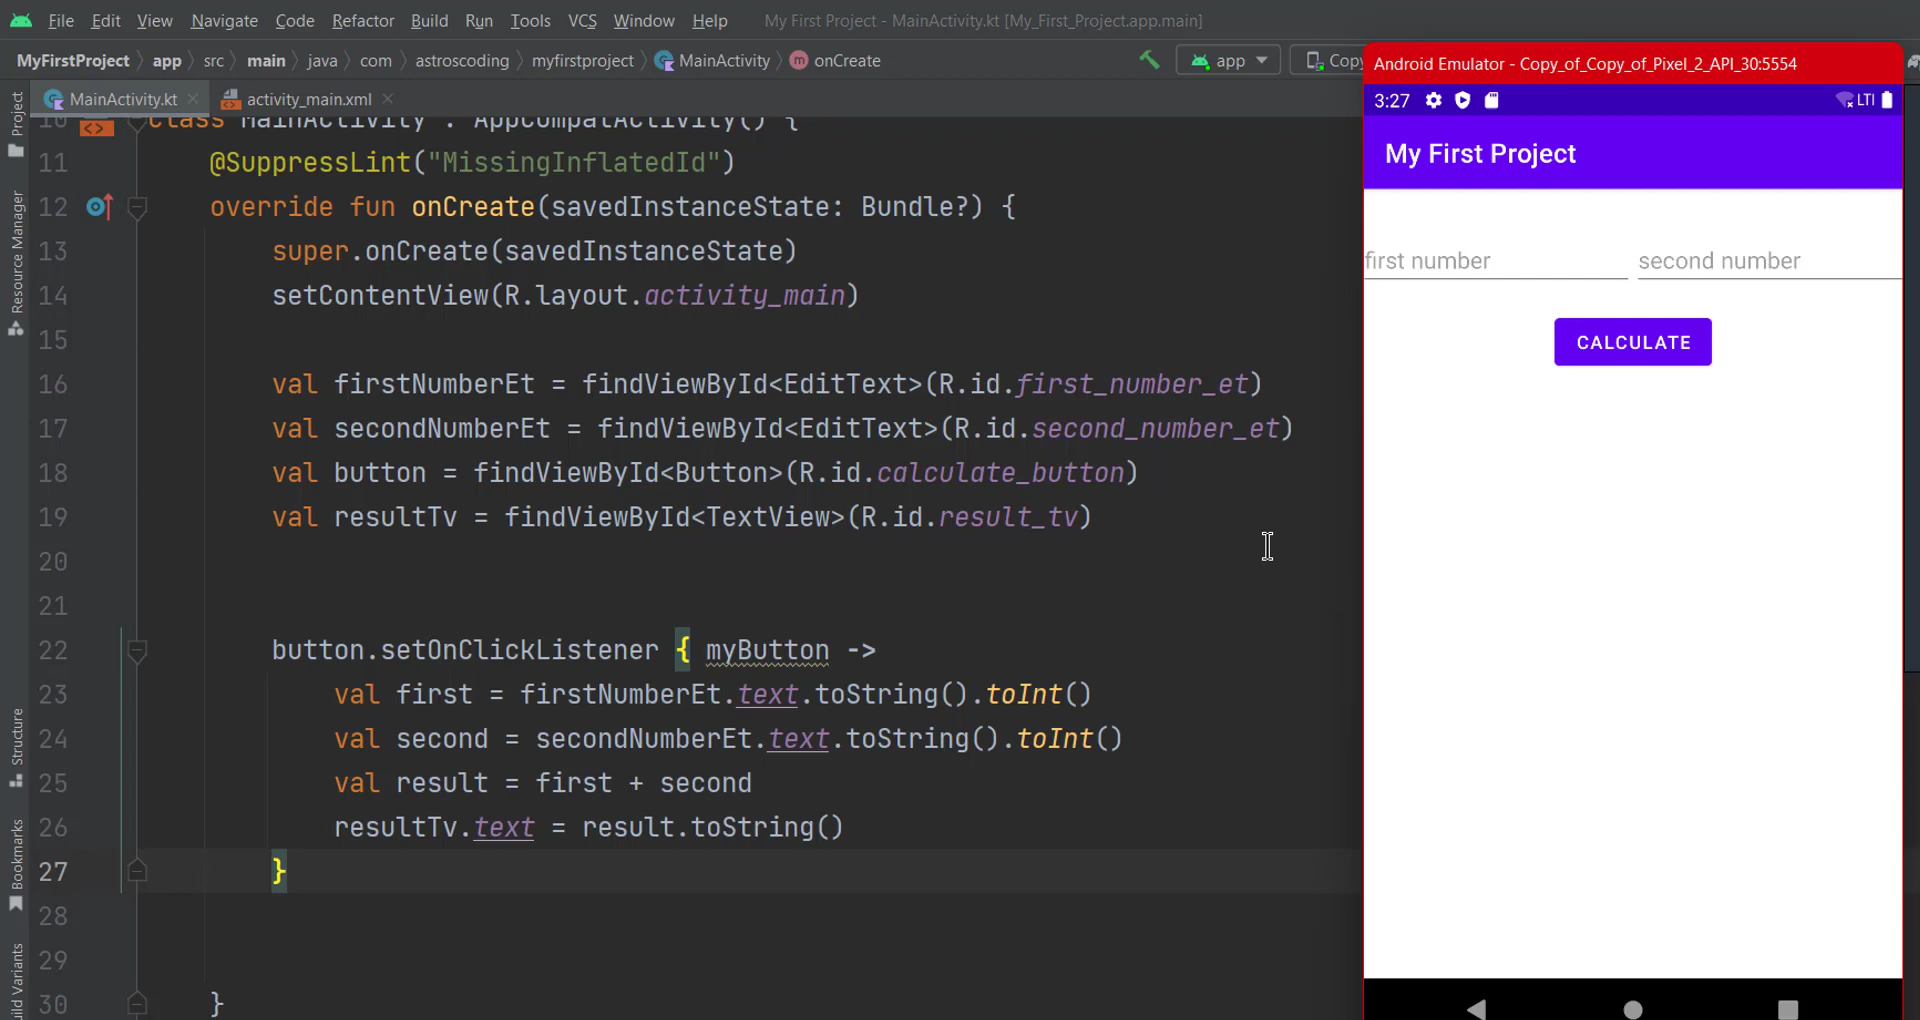 File Edit View Navigate Code Refactor Build Run Tools VCS Window Help My First Project - MainActivity.kt [My_First_Project.app.main]
MyFirstProject app src main java com astroscoding myfirstproject MainActivity onCreate app Copy
MainActivity.kt activity_main.xml
Project
Resource Manager
Structure
Bookmarks
10 class MainActivity : AppCompatActivity() {
11 @SuppressLint("MissingInflatedId")
12 override fun onCreate(savedInstanceState: Bundle?) {
13 super.onCreate(savedInstanceState)
14 setContentView(R.layout.activity_main)
15
16 val firstNumberEt = findViewById<EditText>(R.id.first_number_et)
17 val secondNumberEt = findViewById<EditText>(R.id.second_number_et)
18 val button = findViewById<Button>(R.id.calculate_button)
19 val resultTv = findViewById<TextView>(R.id.result_tv)
20
21
22 button.setOnClickListener { myButton ->
23 val first = firstNumberEt.text.toString().toInt()
24 val second = secondNumberEt.text.toString().toInt()
25 val result = first + second
26 resultTv.text = result.toString()
27 }
28
29
30 }
Android Emulator - Copy_of_Copy_of_Pixel_2_API_30:5554
3:27
My First Project
first number second number
CALCULATE